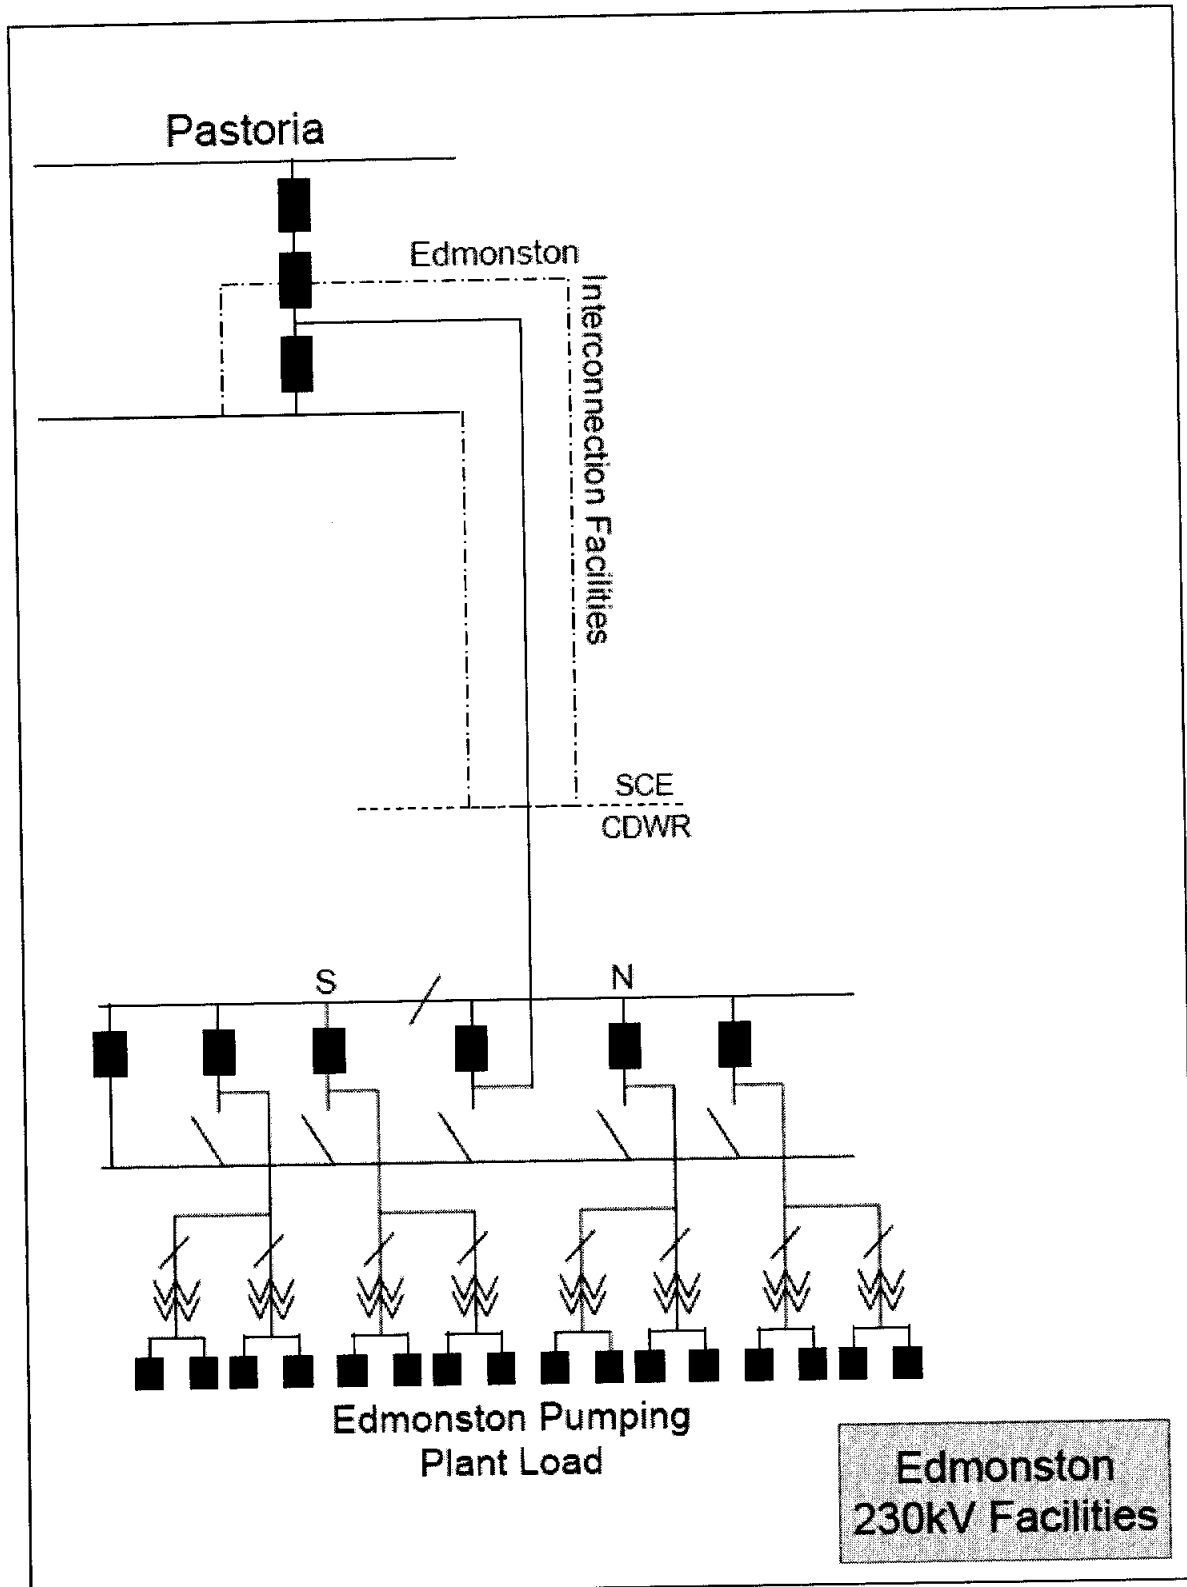 Pastoria
Edmonston
Interconnection Facilities
SCE
CDWR
S
N
Edmonston Pumping
Plant Load
Edmonston
230kV Facilities